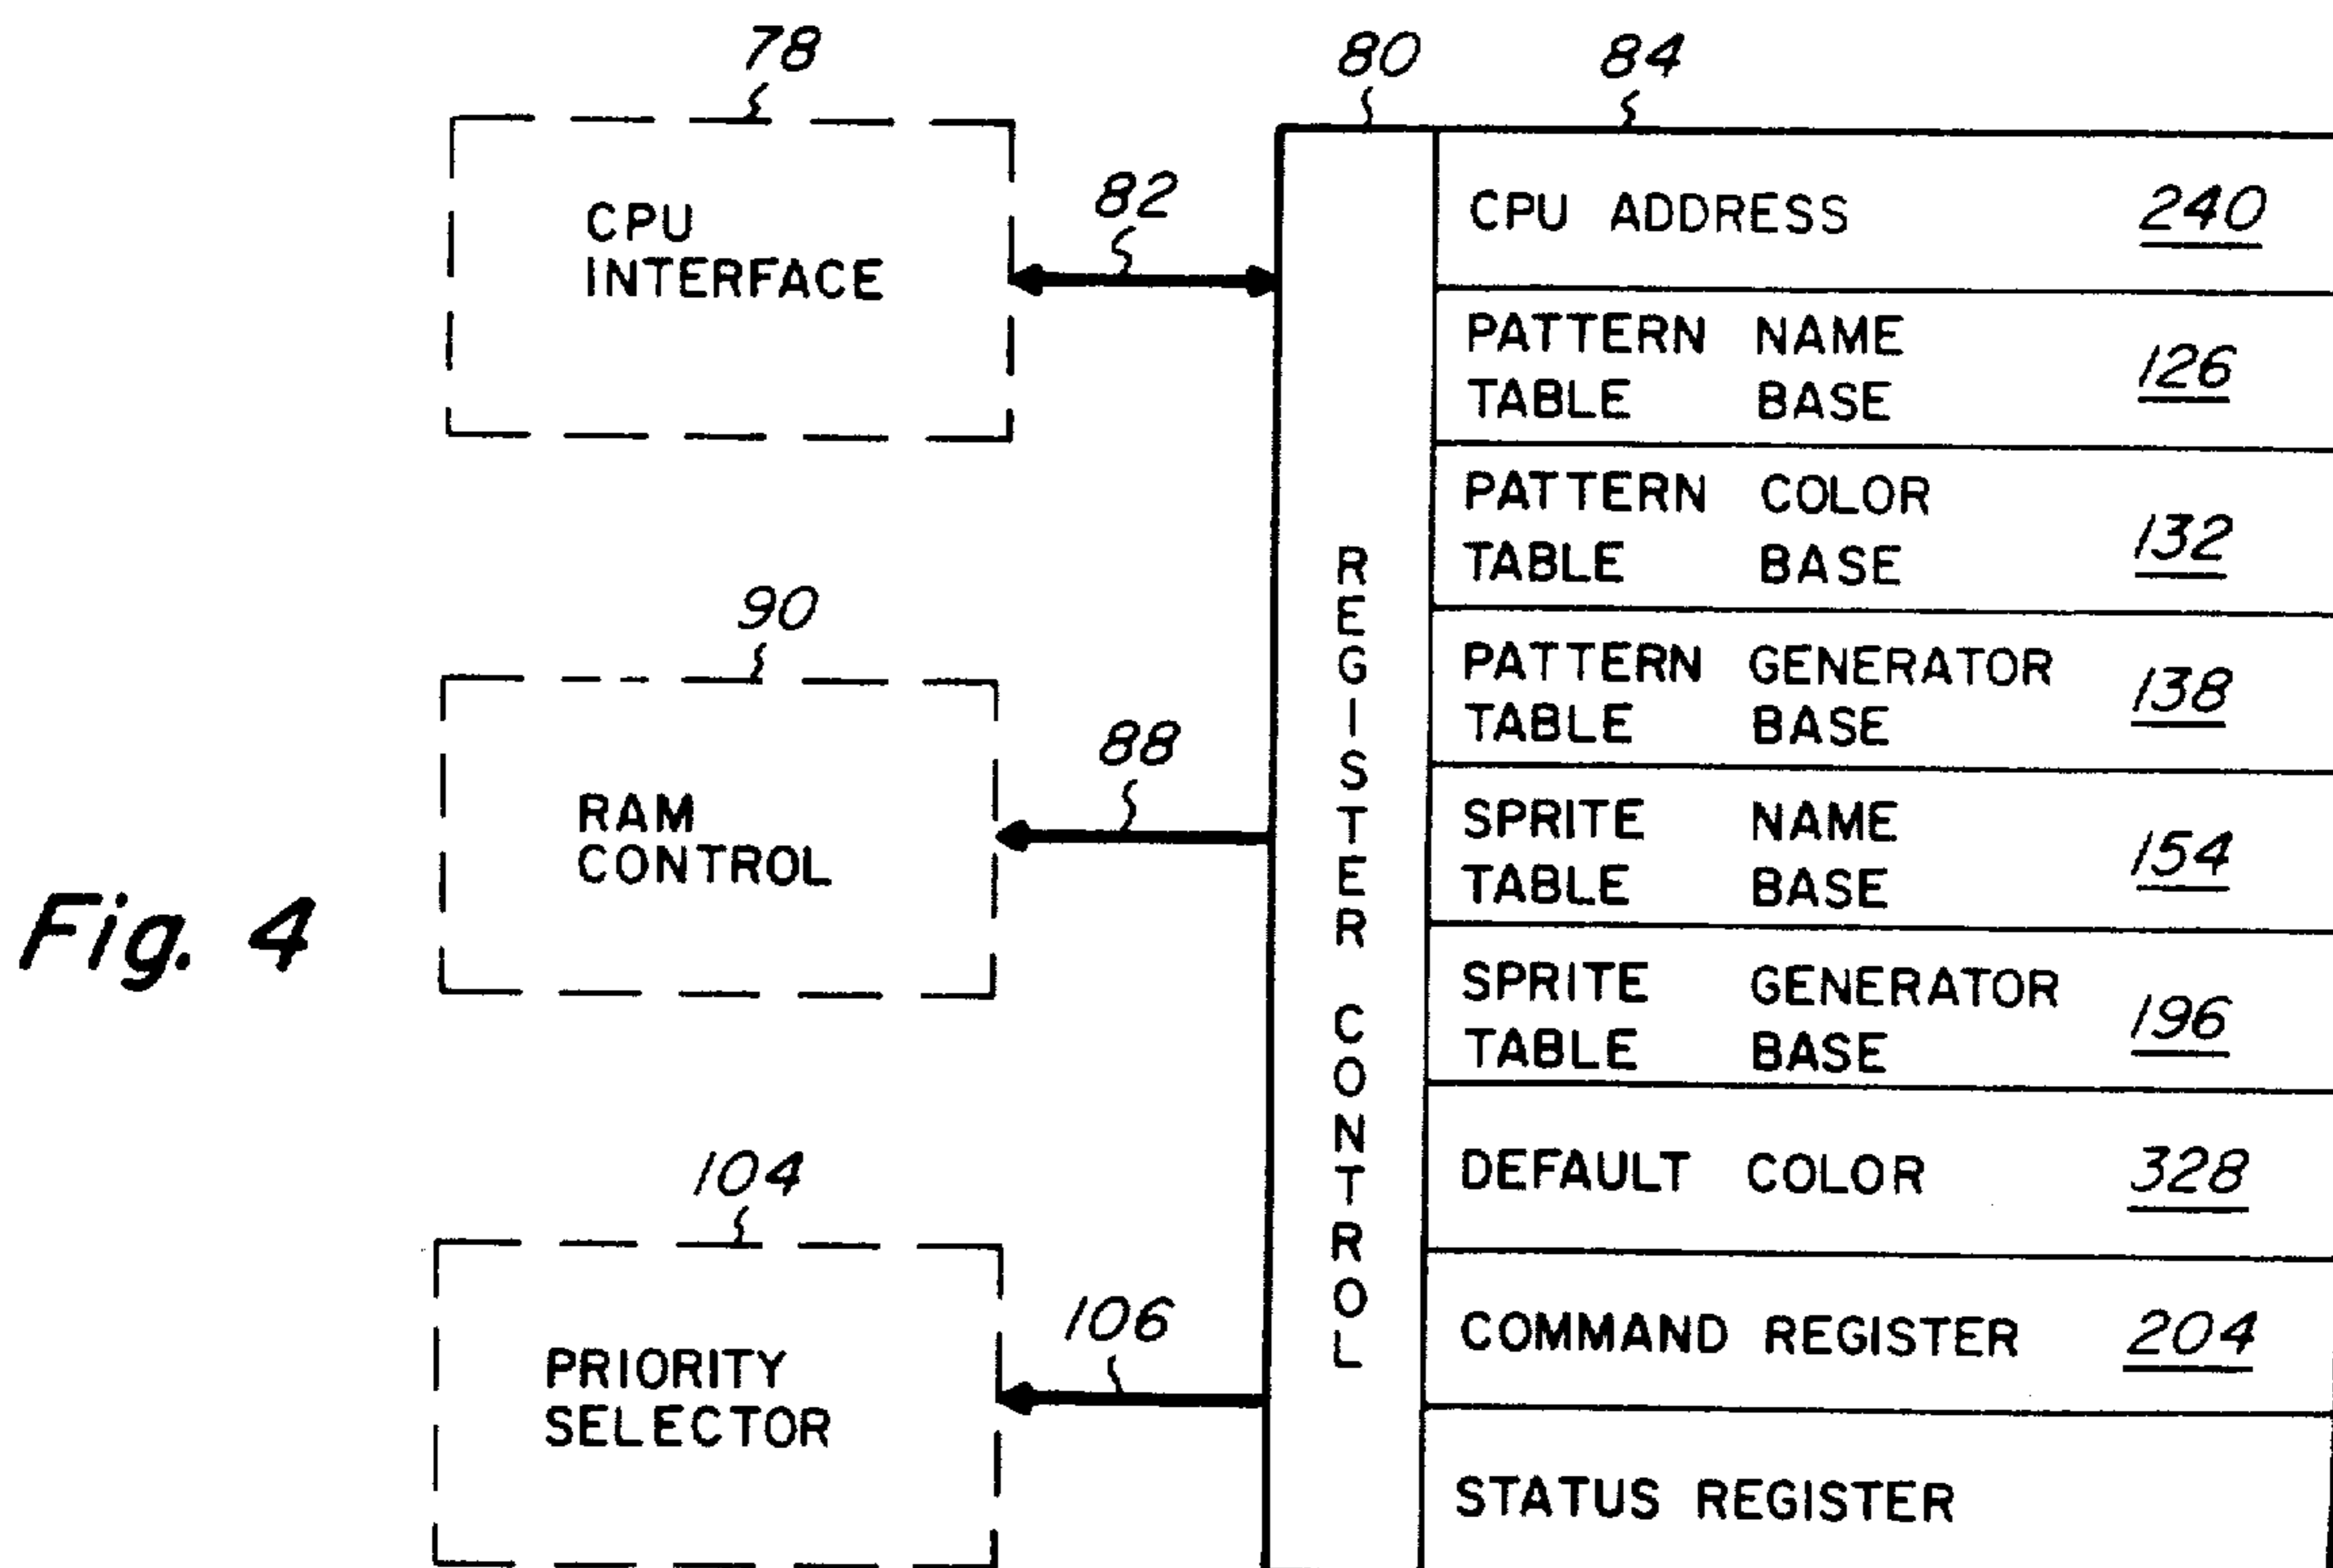 78
80
84
CPU
INTERFACE
82
CPU ADDRESS 240
PATTERN NAME
TABLE BASE 126
PATTERN COLOR
TABLE BASE 132
90
PATTERN GENERATOR
TABLE BASE 138
RAM
CONTROL
88
SPRITE NAME
TABLE BASE 154
Fig. 4
SPRITE GENERATOR
TABLE BASE 196
REGISTER CONTROL
104
DEFAULT COLOR 328
PRIORITY
SELECTOR
106
COMMAND REGISTER 204
STATUS REGISTER